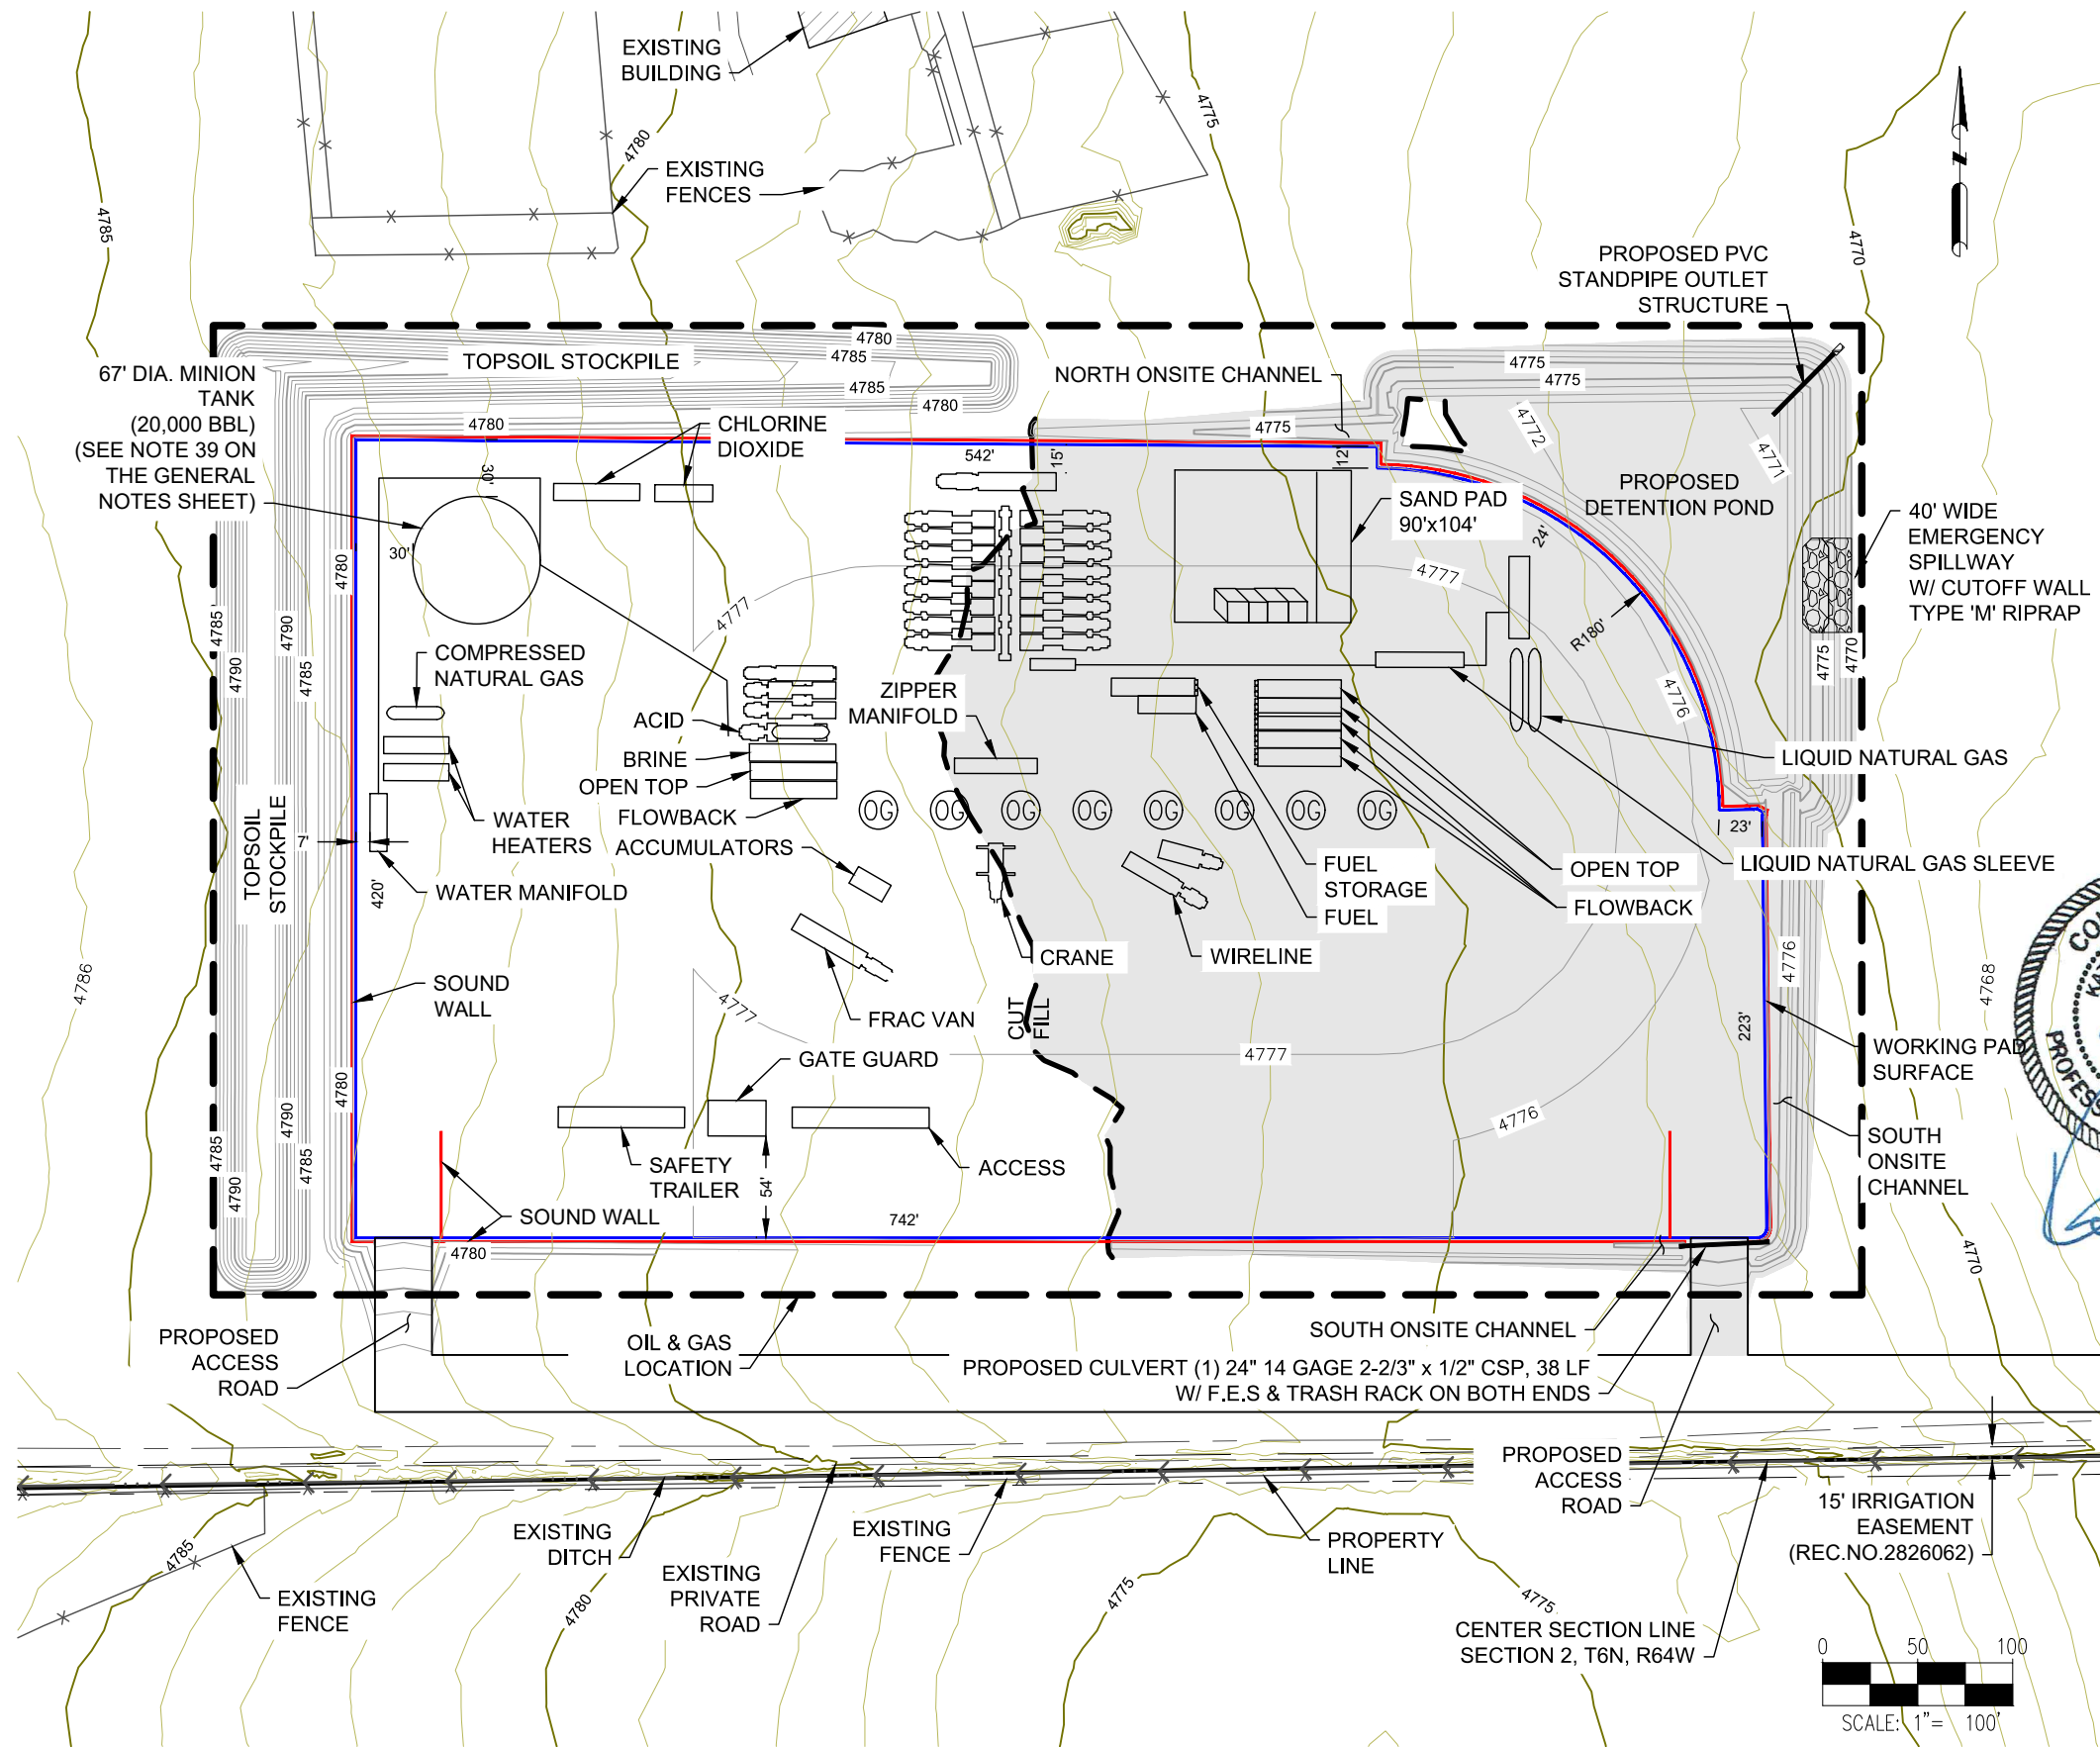 EXISTING
BUILDING
4775
4780
EXISTING
FENCES
4785
4770
PROPOSED PVC
STANDPIPE OUTLET
STRUCTURE
N
67' DIA. MINION
TANK
(20,000 BBL)
(SEE NOTE 39 ON
THE GENERAL
NOTES SHEET)
TOPSOIL STOCKPILE
4780
4785
4785
4780
4780
NORTH ONSITE CHANNEL
4775
4775
4775
4772
4771
CHLORINE
DIOXIDE
30'
30'
542'
15'
12'
SAND PAD
90'x104'
PROPOSED
DETENTION POND
24'
R180'
40' WIDE
EMERGENCY
SPILLWAY
W/ CUTOFF WALL
TYPE 'M' RIPRAP
4780
4785
4790
4790
4785
4777
4777
4776
4775
4770
COMPRESSED
NATURAL GAS
ACID
BRINE
OPEN TOP
FLOWBACK
ACCUMULATORS
ZIPPER
MANIFOLD
LIQUID NATURAL GAS
WATER
HEATERS
TOPSOIL
STOCKPILE
7'
420'
WATER MANIFOLD
OG
OG
OG
OG
OG
OG
OG
OG
23'
FUEL
STORAGE
FUEL
OPEN TOP
LIQUID NATURAL GAS SLEEVE
FLOWBACK
CRANE
WIRELINE
4786
SOUND
WALL
FRAC VAN
CUT
FILL
4777
4777
4776
4776
223'
4768
WORKING PAD
SURFACE
PROFESS
GATE GUARD
4780
4790
4785
4785
4790
SAFETY
TRAILER
54'
ACCESS
SOUTH
ONSITE
CHANNEL
SOUND WALL
742'
4780
4770
PROPOSED
ACCESS
ROAD
OIL & GAS
LOCATION
SOUTH ONSITE CHANNEL
PROPOSED CULVERT (1) 24" 14 GAGE 2-2/3" x 1/2" CSP, 38 LF
W/ F.E.S & TRASH RACK ON BOTH ENDS
PROPOSED
ACCESS
ROAD
15' IRRIGATION
EASEMENT
(REC.NO.2826062)
4785
EXISTING
FENCE
EXISTING
DITCH
EXISTING
PRIVATE
ROAD
EXISTING
FENCE
PROPERTY
LINE
4780
4775
4775
CENTER SECTION LINE
SECTION 2, T6N, R64W
0 50 100
SCALE: 1"= 100'